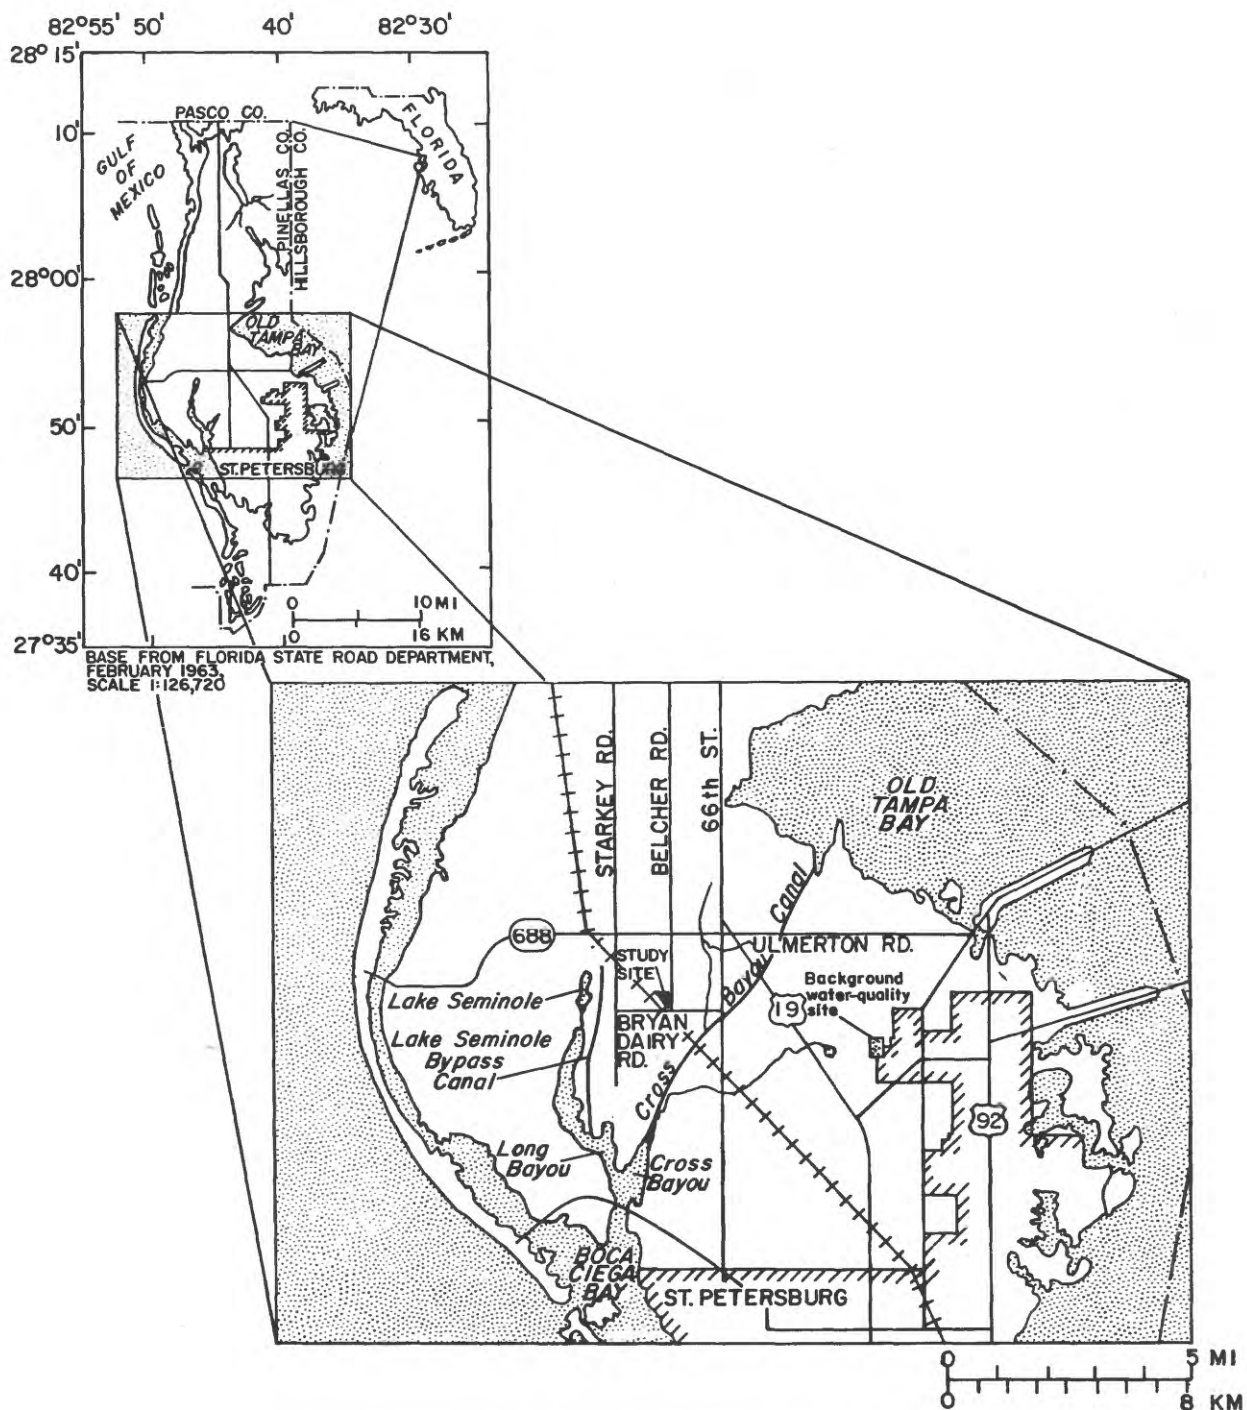 82°55' 50' 40' 82°30'
28° 15'
10'
28°00'
50'
40'
27°35'
PASCO CO.
GULF
OF
MEXICO
PINELLAS CO.
HILLSBOROUGH CO.
FLORIDA
OLD
TAMPA
BAY
ST. PETERSBURG
0 10 MI
0 16 KM
BASE FROM FLORIDA STATE ROAD DEPARTMENT,
FEBRUARY 1963,
SCALE 1:126,720
STARKEY RD.
BELCHER RD.
66th ST.
OLD
TAMPA
BAY
Cross Bayou Canal
688
ULMERTON RD.
STUDY
SITE
Background
water-quality
site
19
Lake Seminole
BRYAN
DAIRY
RD.
Lake Seminole
Bypass
Canal
92
Long
Bayou
Cross
Bayou
BOCA
CIEGA
BAY
ST. PETERSBURG
0 5 MI
0 8 KM